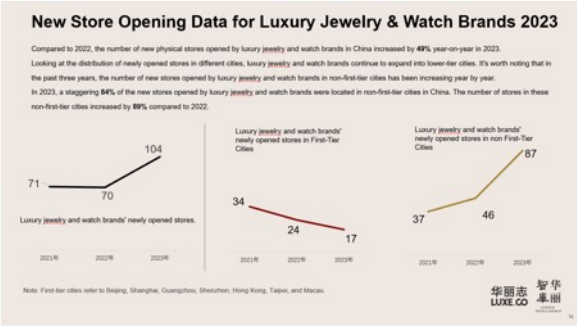 New Store Opening Data for Luxury Jewelry & Watch Brands 2023
Compared to 2022, the number of new physical stores opened by luxury jewelry and watch brands in China increased by 49% year-on-year in 2023.
Looking at the distribution of newly opened stores in different cities, luxury jewelry and watch brands continue to expand into lower-tier cities. It's worth noting that in
the past three years, the number of new stores opened by luxury jewelry and watch brands in non-first-tier cities has been increasing year by year.
In 2023, a staggering 84% of the new stores opened by luxury jewelry and watch brands were located in non-first-tier cities in China. The number of stores in these
non-first-tier cities increased by 89% compared to 2022.
71
70
104
Luxury jewelry and watch brands' newly opened stores.
2021年
2022年
2023年
Luxury jewelry and watch brands'
newly opened stores in First-Tier
Cities
34
24
17
2021年
2022年
2023年
Luxury jewelry and watch brands'
newly opened stores in non First-Tier
Cities
37
46
87
2021年
2022年
2023年
Note: First-tier cities refer to Beijing, Shanghai, Guangzhou, Shenzhen, Hong Kong, Taipei, and Macau.
华丽志
LUXE.CO